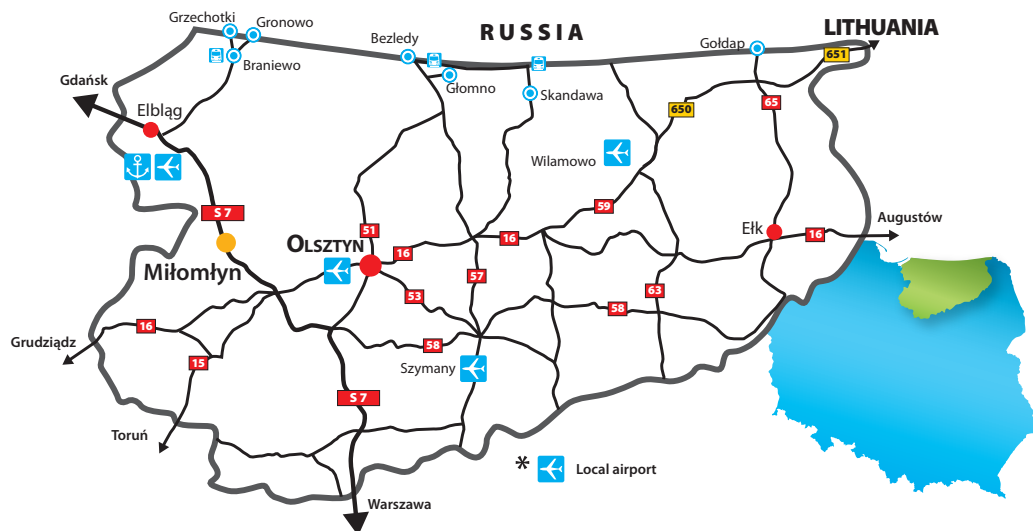 Grzechotki
Gronowo
RUSSIA
LITHUANIA
Bezledy
Gołdap
651
Braniewo
Gdańsk
Głomno
Skandawa
65
650
Elbląg
Wilamowo
S 7
59
51
Ełk
Augustów
OLSZTYN
16
16
16
Miłomłyn
57
53
63
58
16
58
Grudziądz
15
Szymany
S 7
Toruń
* Local airport
Warszawa